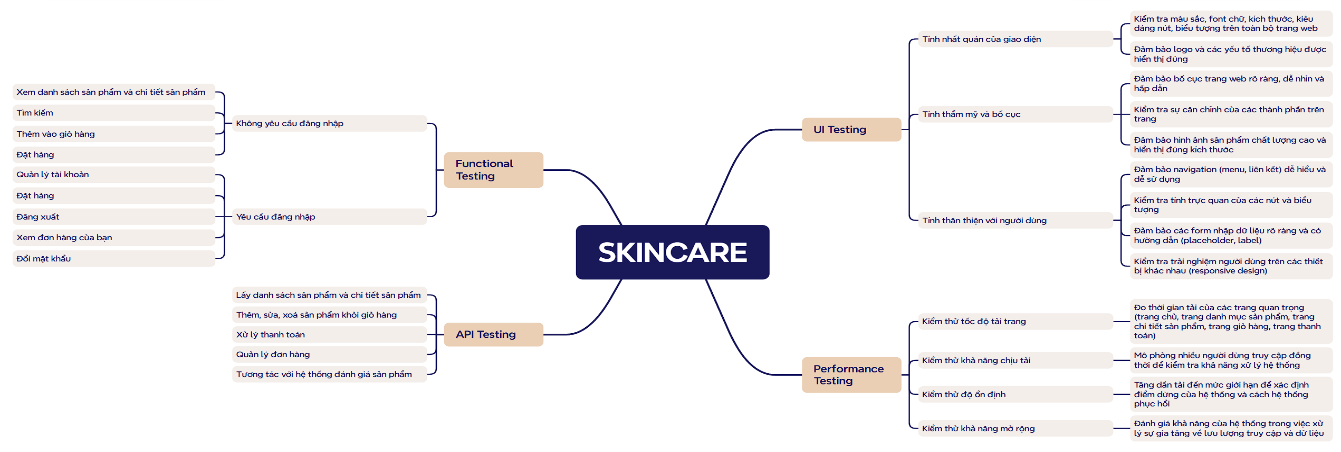 SKINCARE
Functional
Testing
Không yêu cầu đăng nhập
Xem danh sách sản phẩm và chi tiết sản phẩm
Tìm kiếm
Thêm vào giỏ hàng
Đặt hàng
Yêu cầu đăng nhập
Quản lý tài khoản
Đặt hàng
Đăng xuất
Xem đơn hàng của bạn
Đổi mật khẩu
API Testing
Lấy danh sách sản phẩm và chi tiết sản phẩm
Thêm, sửa, xoá sản phẩm khỏi giỏ hàng
Xử lý thanh toán
Quản lý đơn hàng
Tương tác với hệ thống đánh giá sản phẩm
UI Testing
Tính nhất quán của giao diện
Kiểm tra màu sắc, font chữ, kích thước, kiểu
dáng nút, biểu tượng trên toàn bộ trang web
Đảm bảo logo và các yếu tố thương hiệu được
hiển thị đúng
Tính thẩm mỹ và bố cục
Đảm bảo bố cục trang web rõ ràng, dễ nhìn và
hấp dẫn
Kiểm tra sự căn chỉnh của các thành phần trên
trang
Đảm bảo hình ảnh sản phẩm chất lượng cao và
hiển thị đúng kích thước
Tính thân thiện với người dùng
Đảm bảo navigation (menu, liên kết) dễ hiểu và
dễ sử dụng
Kiểm tra tính trực quan của các nút và biểu
tượng
Đảm bảo các form nhập dữ liệu rõ ràng và có
hướng dẫn (placeholder, label)
Kiểm tra trải nghiệm người dùng trên các thiết
bị khác nhau (responsive design)
Performance
Testing
Kiểm thử tốc độ tải trang
Đo thời gian tải của các trang quan trọng
(trang chủ, trang danh mục sản phẩm, trang
chi tiết sản phẩm, trang giỏ hàng, trang thanh
toán)
Kiểm thử khả năng chịu tải
Mô phỏng nhiều người dùng truy cập đồng
thời để kiểm tra khả năng xử lý hệ thống
Kiểm thử độ ổn định
Tăng dần tải đến mức giới hạn để xác định
điểm dừng của hệ thống và cách hệ thống
phục hồi
Kiểm thử khả năng mở rộng
Đánh giá khả năng của hệ thống trong việc xử
lý sự gia tăng về lưu lượng truy cập và dữ liệu